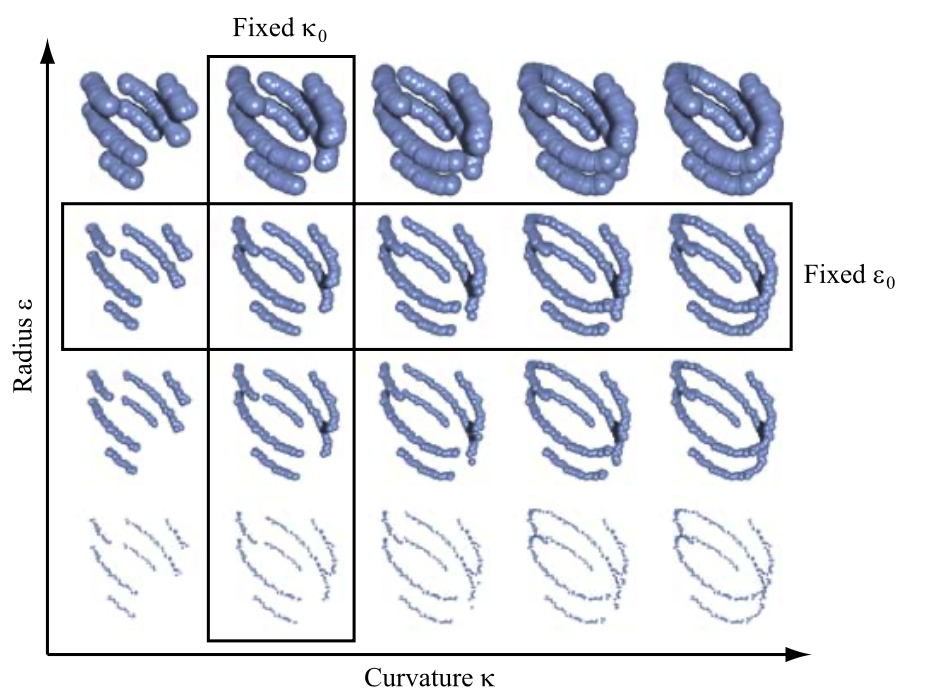 Fixed κ₀
Fixed ε₀
Radius ε
Curvature κ